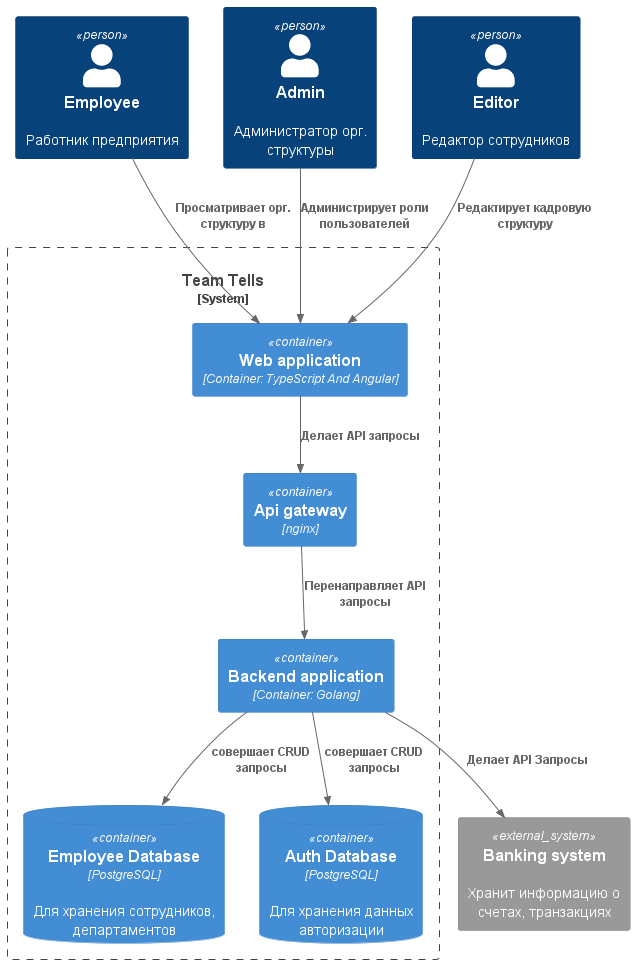 «person»
Employee
Работник предприятия
«person»
Admin
Администратор орг.
структуры
«person»
Editor
Редактор сотрудников
Просматривает орг.
структуру в
Администрирует роли
пользователей
Редактирует кадровую
структуру
Team Tells
[System]
«container»
Web application
[Container: TypeScript And Angular]
Делает API запросы
«container»
Api gateway
[nginx]
Перенаправляет API
запросы
«container»
Backend application
[Container: Golang]
совершает CRUD
запросы
совершает CRUD
запросы
Делает API Запросы
«container»
Employee Database
[PostgreSQL]
Для хранения сотрудников,
департаментов
«container»
Auth Database
[PostgreSQL]
Для хранения данных
авторизации
«external_system»
Banking system
Хранит информацию о
счетах, транзакциях